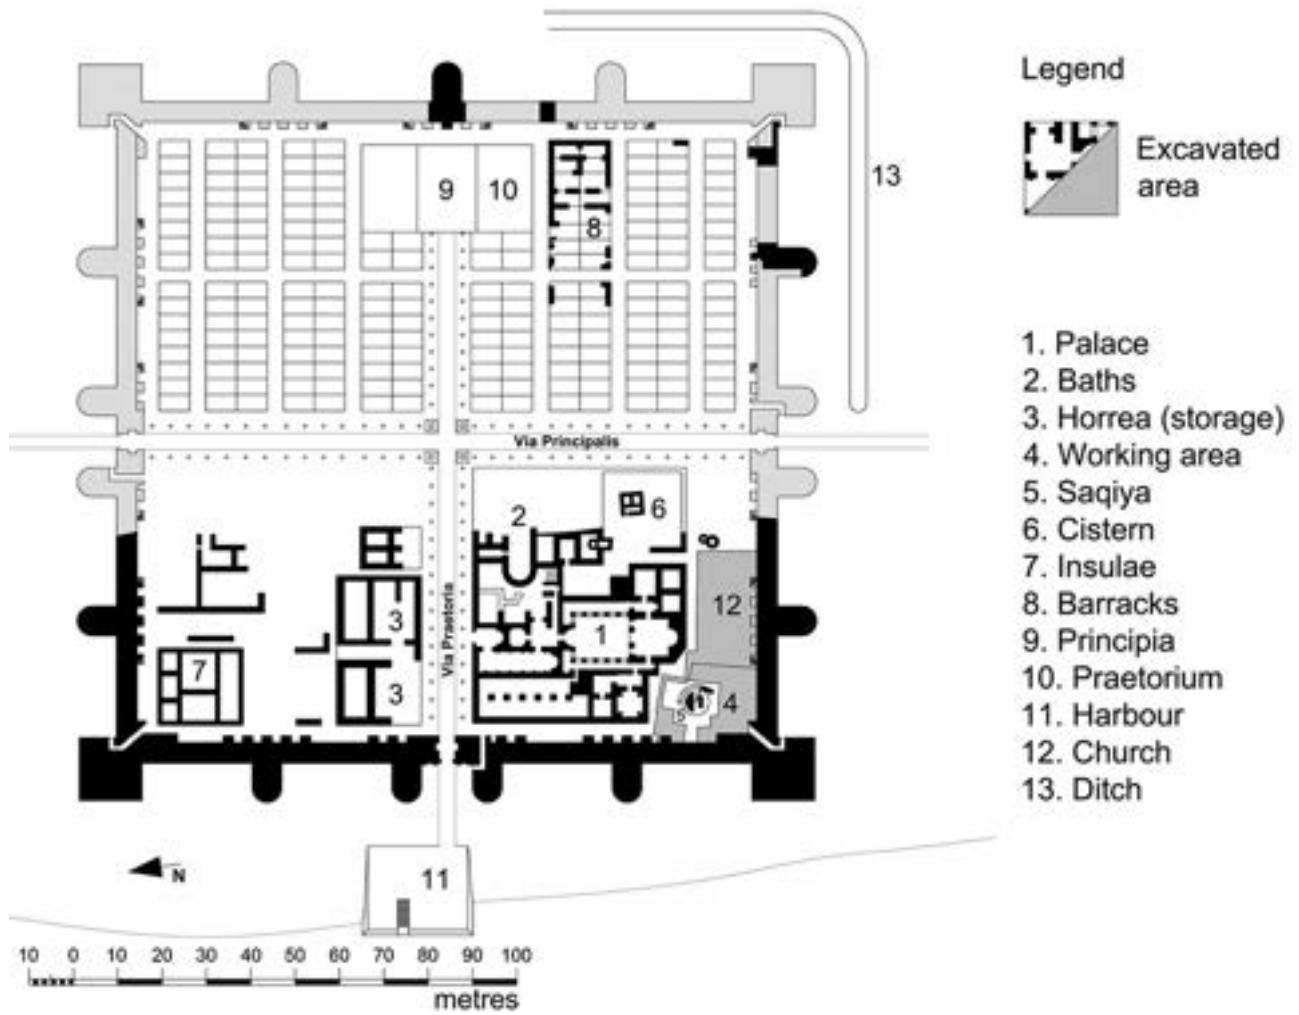 Legend
Excavated
area
13
9
10
8
1. Palace
2. Baths
3. Horrea (storage)
4. Working area
5. Saqiya
6. Cistern
7. Insulae
8. Barracks
9. Principia
10. Praetorium
11. Harbour
12. Church
13. Ditch
Via Principalis
2
6
Via Praetoria
12
3
1
7
3
5
4
N
11
10 0 10 20 30 40 50 60 70 80 90 100
metres